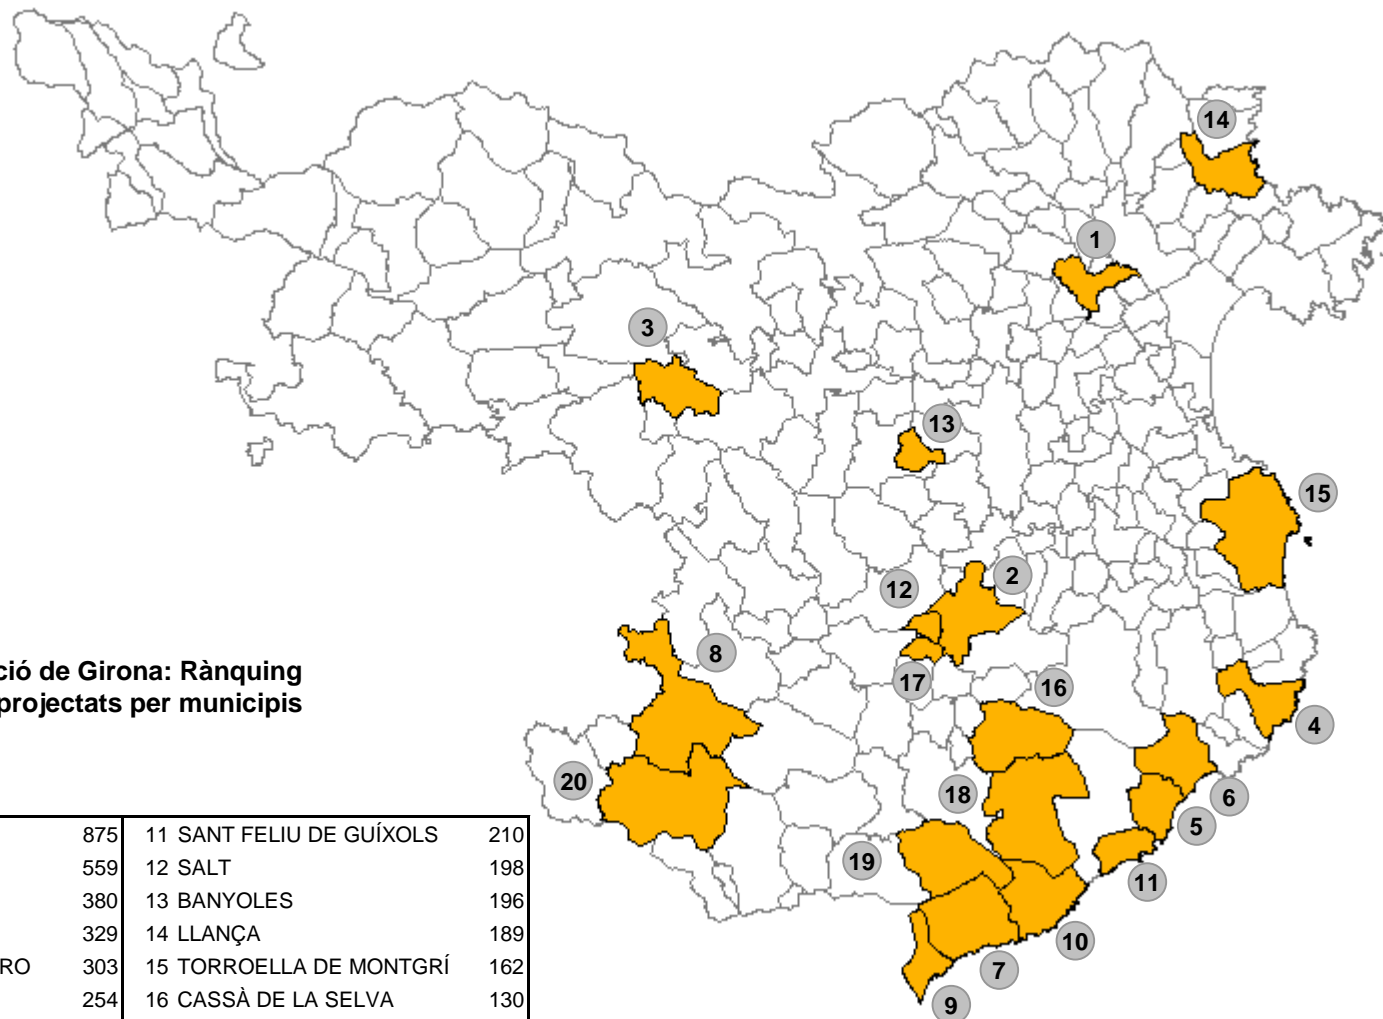 14
1
3
13
15
2
12
8
17
16
4
20
18
6
5
19
11
10
7
9
ció de Girona: Rànquing
projectats per municipis
875 11 SANT FELIU DE GUÍXOLS 210
559 12 SALT 198
380 13 BANYOLES 196
329 14 LLANÇA 189
RO 303 15 TORROELLA DE MONTGRÍ 162
254 16 CASSÀ DE LA SELVA 130